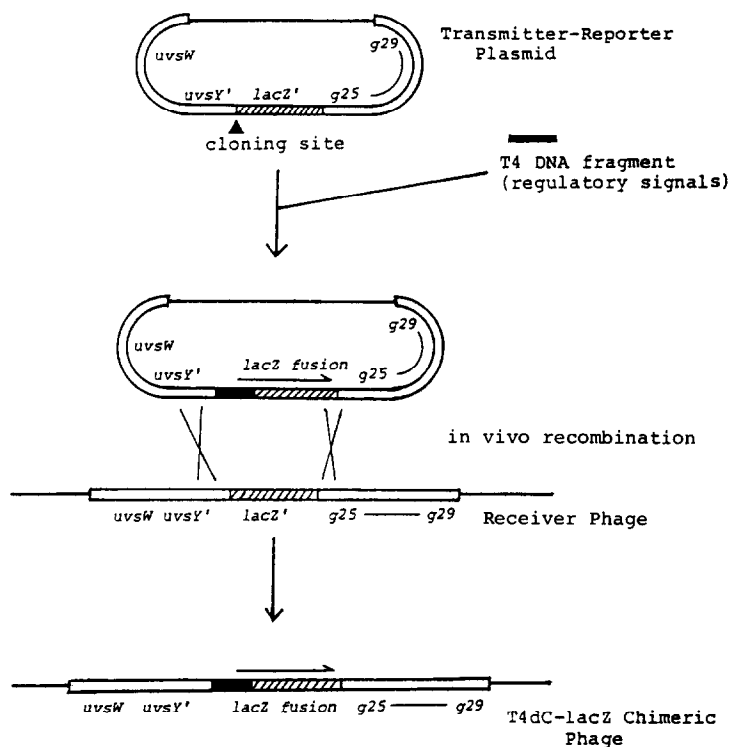 Transmitter-Reporter
Plasmid
uvsW
g29
uvsY' lacZ' g25
cloning site
T4 DNA fragment
(regulatory signals)
g29
uvsW
lacZ fusion
uvsY'
g25
in vivo recombination
uvsW uvsY' lacZ' g25 g29
Receiver Phage
uvsW uvsY' lacZ fusion g25 g29
T4dC-lacZ Chimeric
Phage